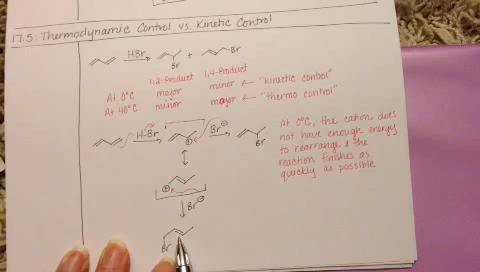 17.5: Thermodynamic Control vs. Kinetic Control
HBr
+
Br
Br
1,2-Product
1,4-Product
At 0°C
major
minor ← "kinetic control"
At 40°C
minor
major ← "thermo control"
H-Br
⊕
Br⊖
Br
At 0°C, the cation does
not have enough energy
to rearrange & the
reaction finishes as
quickly as possible
⊕
Br⊖
Br